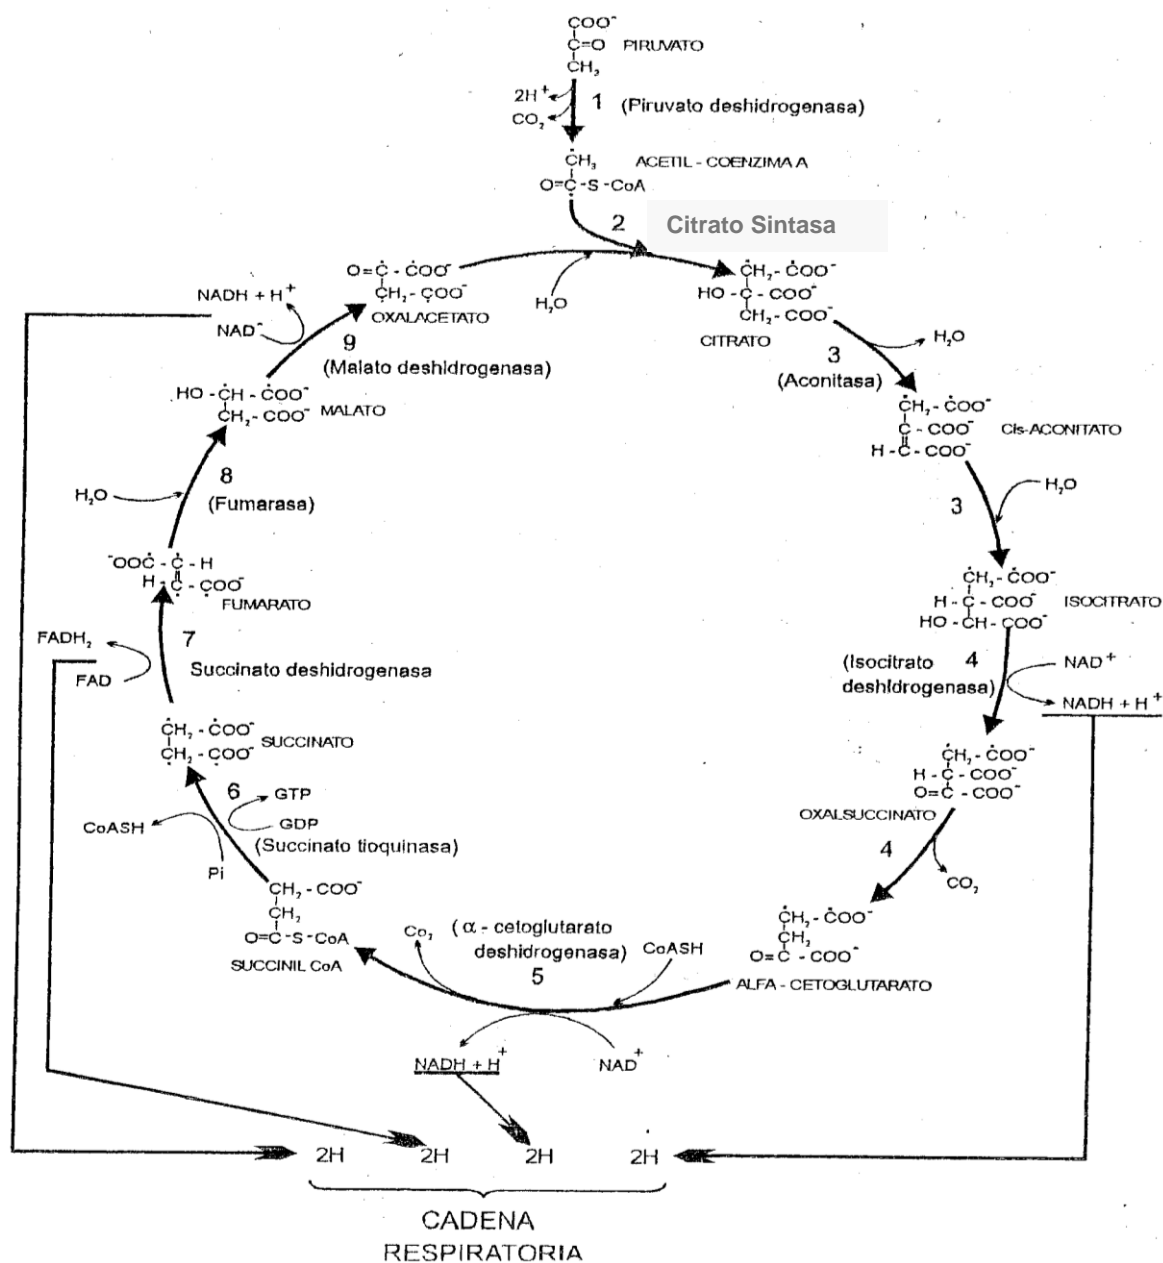 COO⁻
C=O PIRUVATO
CH₃
2H⁺
1 (Piruvato deshidrogenasa)
CO₂
CH₃ ACETIL - COENZIMA A
O=C-S-CoA
2 Citrato Sintasa
O=C - COO⁻
CH₂ - COO⁻
OXALACETATO
H₂O
CH₂ - COO⁻
HO - C - COO⁺
CH₂ - COO⁻
CITRATO
NADH + H⁺
NAD⁻
9
(Malato deshidrogenasa)
3
(Aconitasa)
H₂O
HO - CH - COO⁻
CH₂ - COO⁻ MALATO
CH₂ - COO⁻
C - COO⁻ Cis-ACONITATO
H - C - COO⁻
8
(Fumarasa)
H₂O
3
H₂O
⁻OOC - C - H
H - C - COO⁻
FUMARATO
CH₂ - COO⁻
H - C - COO⁻ ISOCITRATO
HO - CH - COO⁻
FADH₂
FAD
7
Succinato deshidrogenasa
(Isocitrato 4
deshidrogenasa)
NAD⁺
NADH + H⁺
CH₂ - COO⁻
CH₂ - COO⁻ SUCCINATO
CH₂ - COO⁻
H - C - COO⁻
O=C - COO⁻
OXALSUCCINATO
6
GTP
GDP
CoASH
(Succinato tioquinasa)
Pi
4
CO₂
CH₂ - COO⁻
CH₂
O=C-S-CoA
SUCCINIL CoA
CH₂ - COO⁻
CH₂
O=C - COO⁻
ALFA - CETOGLUTARATO
Co₂
(α - cetoglutarato
deshidrogenasa)
5
CoASH
NADH + H⁺
NAD⁺
2H 2H 2H 2H
CADENA
RESPIRATORIA